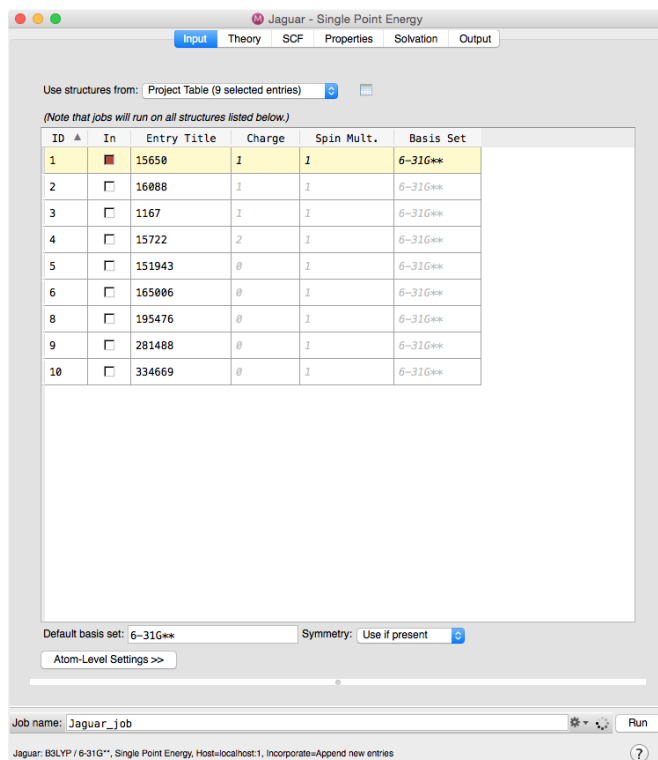 Jaguar - Single Point Energy
Input Theory SCF Properties Solvation Output
Use structures from: Project Table (9 selected entries)
(Note that jobs will run on all structures listed below.)
ID In Entry Title Charge Spin Mult. Basis Set
1 15650 1 1 6-31G**
2 16088 1 1 6-31G**
3 1167 1 1 6-31G**
4 15722 2 1 6-31G**
5 151943 0 1 6-31G**
6 165006 0 1 6-31G**
8 195476 0 1 6-31G**
9 281488 0 1 6-31G**
10 334669 0 1 6-31G**
Default basis set: 6-31G** Symmetry: Use if present
Atom-Level Settings >>
Job name: Jaguar_job Run
Jaguar: B3LYP / 6-31G**, Single Point Energy, Host=localhost:1, Incorporate=Append new entries ?